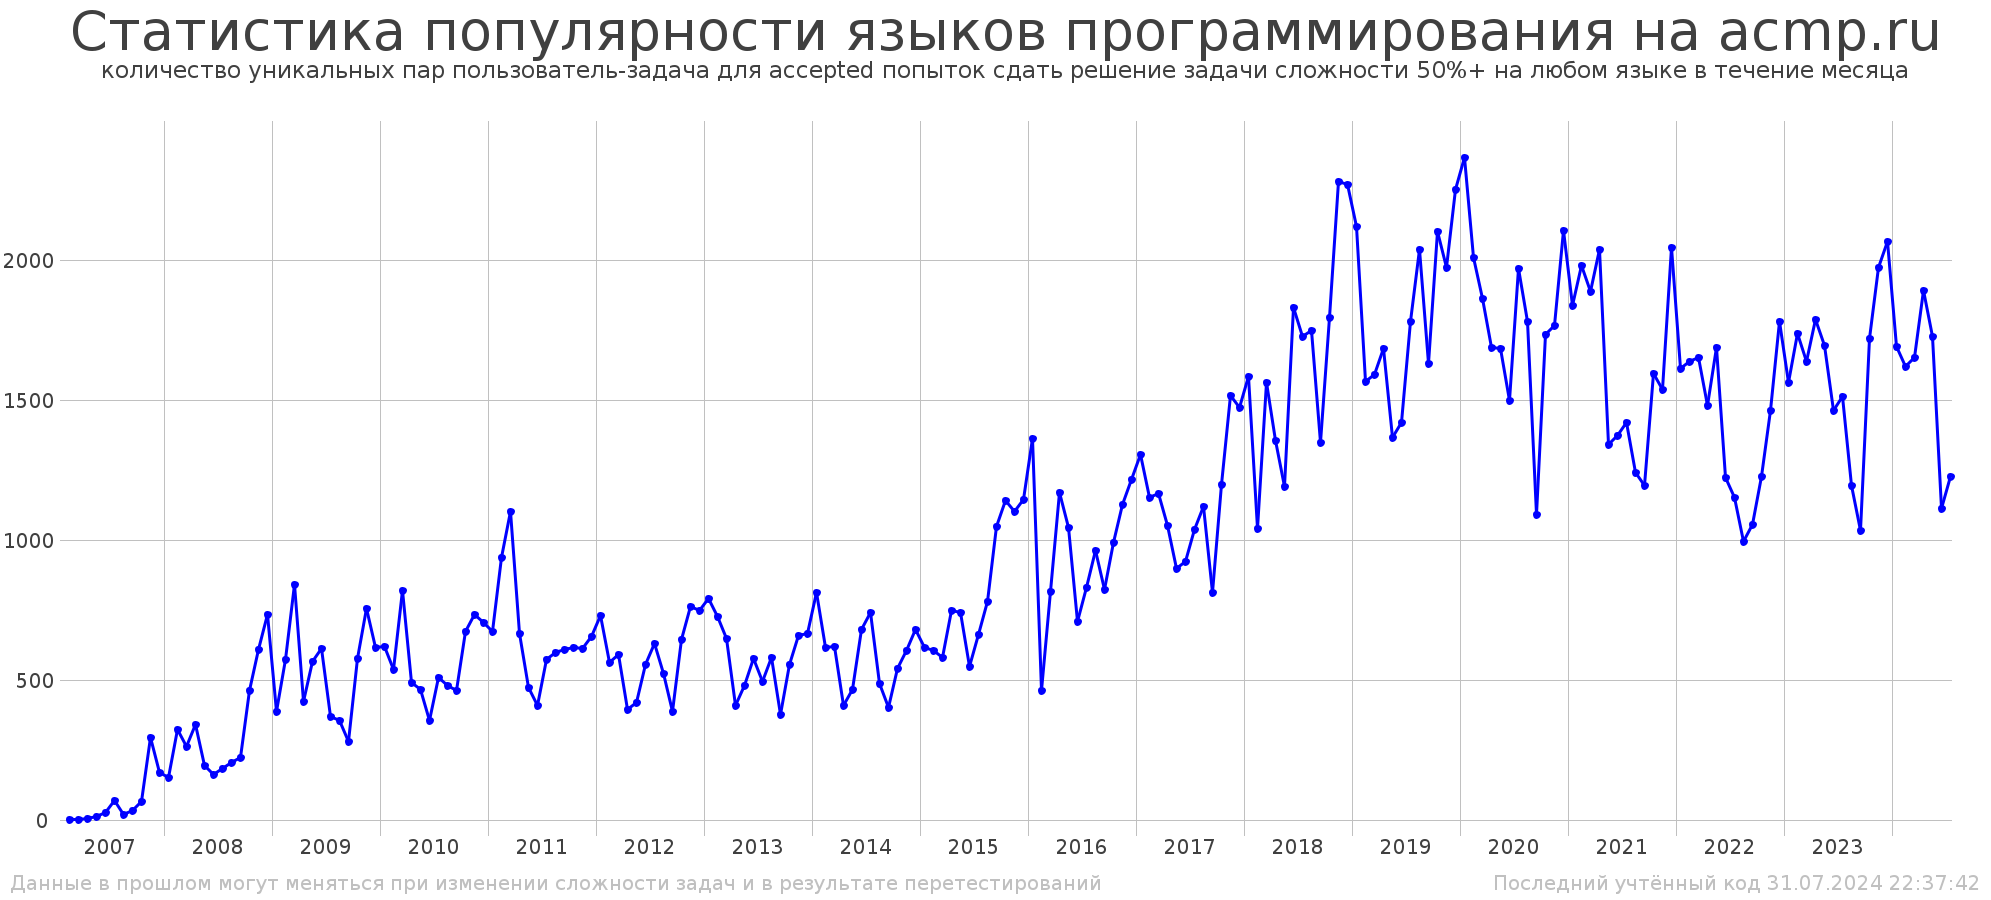 Статистика популярности языков программирования на acmp.ru
количество уникальных пар пользователь-задача для accepted попыток сдать решение задачи сложности 50%+ на любом языке в течение месяца
2000
1500
1000
500
0
2007 2008 2009 2010 2011 2012 2013 2014 2015 2016 2017 2018 2019 2020 2021 2022 2023
Данные в прошлом могут меняться при изменении сложности задач и в результате перетестирований
Последний учтённый код 31.07.2024 22:37:42